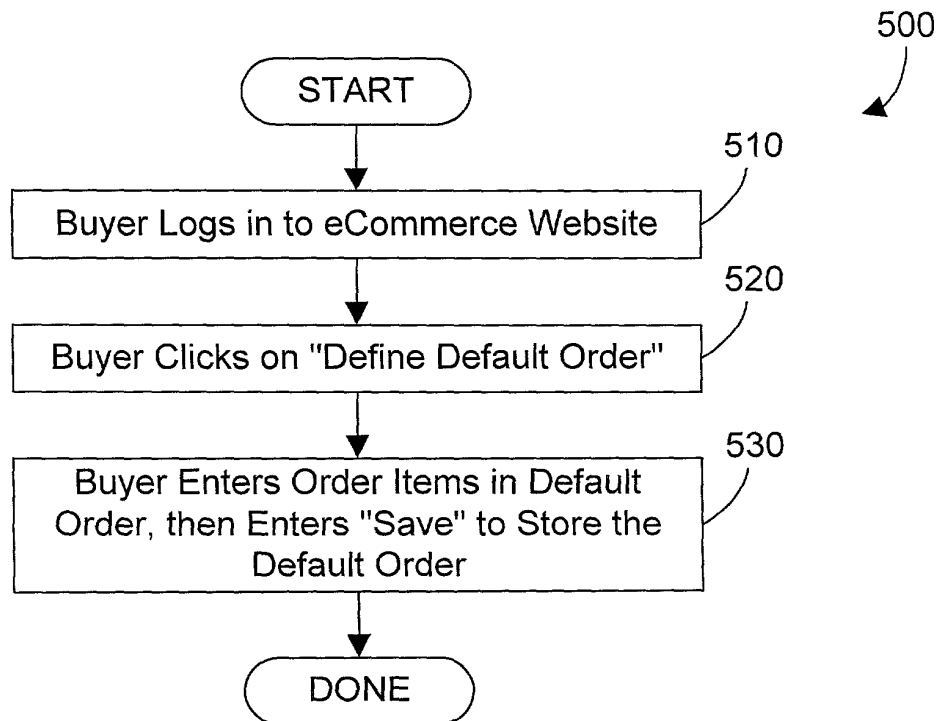 500
START
510
Buyer Logs in to eCommerce Website
520
Buyer Clicks on "Define Default Order"
530
Buyer Enters Order Items in Default
Order, then Enters "Save" to Store the
Default Order
DONE